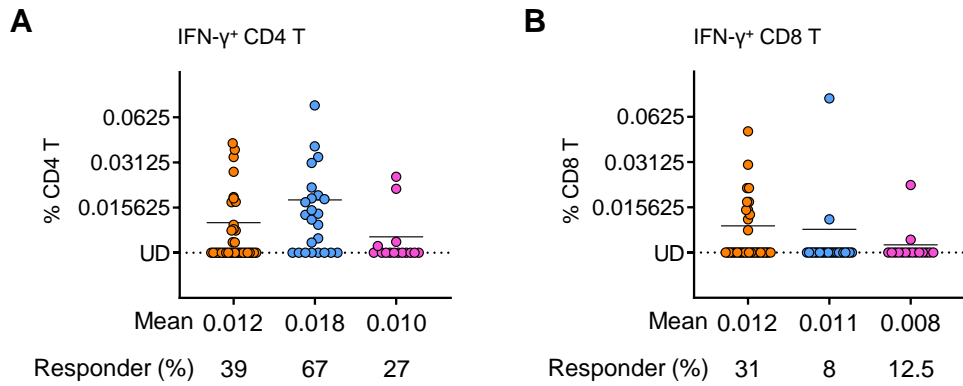 A
IFN-γ⁺ CD4 T
% CD4 T
0.0625
0.03125
0.015625
UD
Mean 0.012 0.018 0.010
Responder (%) 39 67 27
B
IFN-γ⁺ CD8 T
% CD8 T
0.0625
0.03125
0.015625
UD
Mean 0.012 0.011 0.008
Responder (%) 31 8 12.5